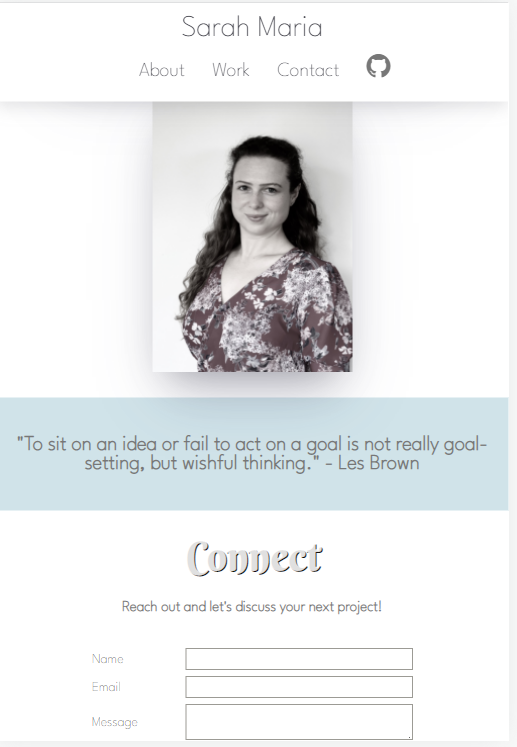 Sarah Maria
About Work Contact
"To sit on an idea or fail to act on a goal is not really goal-
setting, but wishful thinking." - Les Brown
Connect
Reach out and let's discuss your next project!
Name
Email
Message